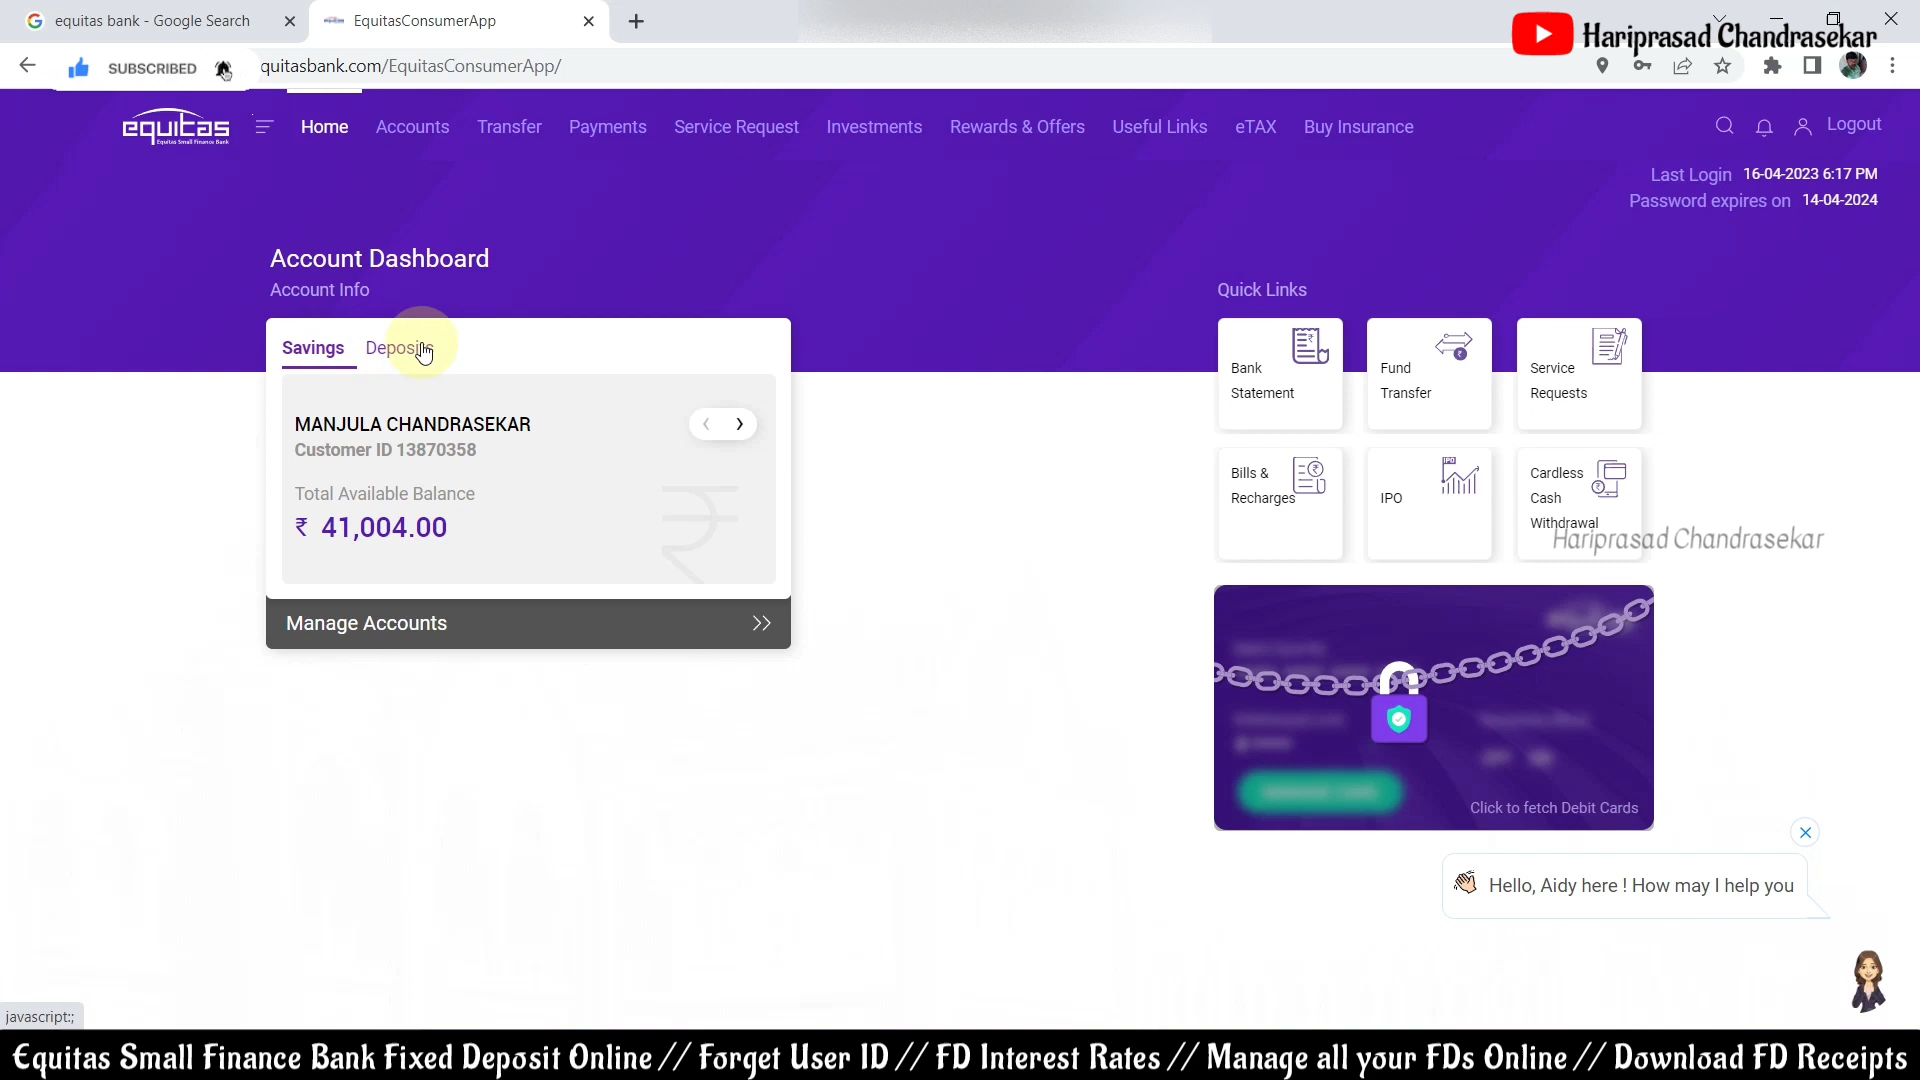 equitas bank - Google Search
EquitasConsumerApp
Hariprasad Chandrasekar
SUBSCRIBED
quitasbank.com/EquitasConsumerApp/
equitas
Equitas Small Finance Bank
Home
Accounts
Transfer
Payments
Service Request
Investments
Rewards & Offers
Useful Links
eTAX
Buy Insurance
Logout
Last Login 16-04-2023 6:17 PM
Password expires on 14-04-2024
Account Dashboard
Account Info
Quick Links
Savings
Deposits
MANJULA CHANDRASEKAR
Customer ID 13870358
Total Available Balance
₹ 41,004.00
Manage Accounts
Bank
Statement
Fund
Transfer
Service
Requests
Bills &
Recharges
IPO
IPO
Cardless
Cash
Withdrawal
Hariprasad Chandrasekar
Click to fetch Debit Cards
Hello, Aidy here ! How may I help you
javascript:;
Equitas Small Finance Bank Fixed Deposit Online // Forget User ID // FD Interest Rates // Manage all your FDs Online // Download FD Receipts